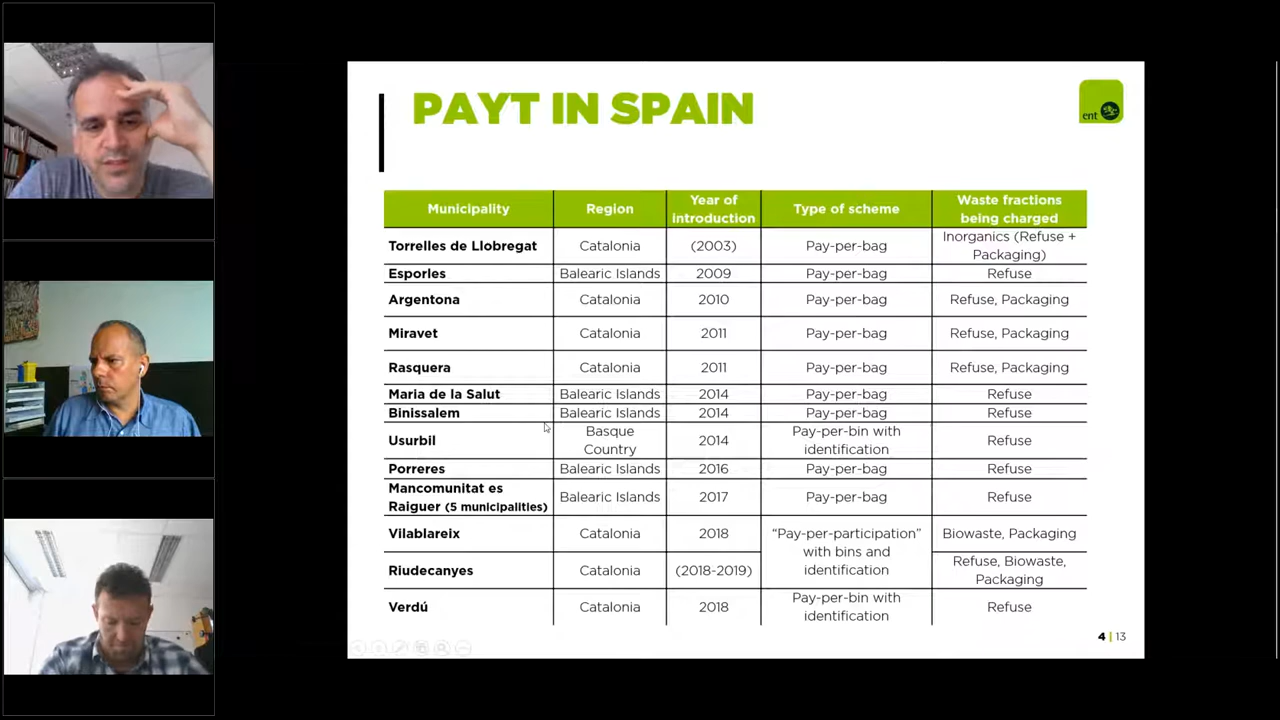 PAYT IN SPAIN
ent
Municipality Region Year of introduction Type of scheme Waste fractions being charged
Torrelles de Llobregat Catalonia (2003) Pay-per-bag Inorganics (Refuse + Packaging)
Esporles Balearic Islands 2009 Pay-per-bag Refuse
Argentona Catalonia 2010 Pay-per-bag Refuse, Packaging
Miravet Catalonia 2011 Pay-per-bag Refuse, Packaging
Rasquera Catalonia 2011 Pay-per-bag Refuse, Packaging
Maria de la Salut Balearic Islands 2014 Pay-per-bag Refuse
Binissalem Balearic Islands 2014 Pay-per-bag Refuse
Usurbil Basque Country 2014 Pay-per-bin with identification Refuse
Porreres Balearic Islands 2016 Pay-per-bag Refuse
Mancomunitat es Raiguer (5 municipalities) Balearic Islands 2017 Pay-per-bag Refuse
Vilablareix Catalonia 2018 “Pay-per-participation” with bins and identification Biowaste, Packaging
Riudecanyes Catalonia (2018-2019) Refuse, Biowaste, Packaging
Verdú Catalonia 2018 Pay-per-bin with identification Refuse
4 | 13